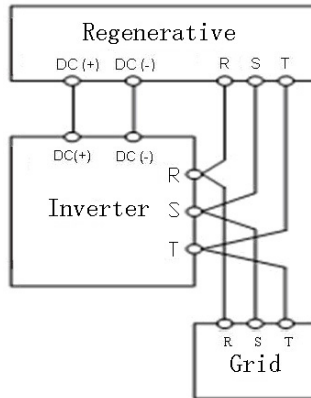 Regenerative
DC (+) DC (-) R S T
DC(+) DC (-)
R
Inverter S
T
R S T
Grid